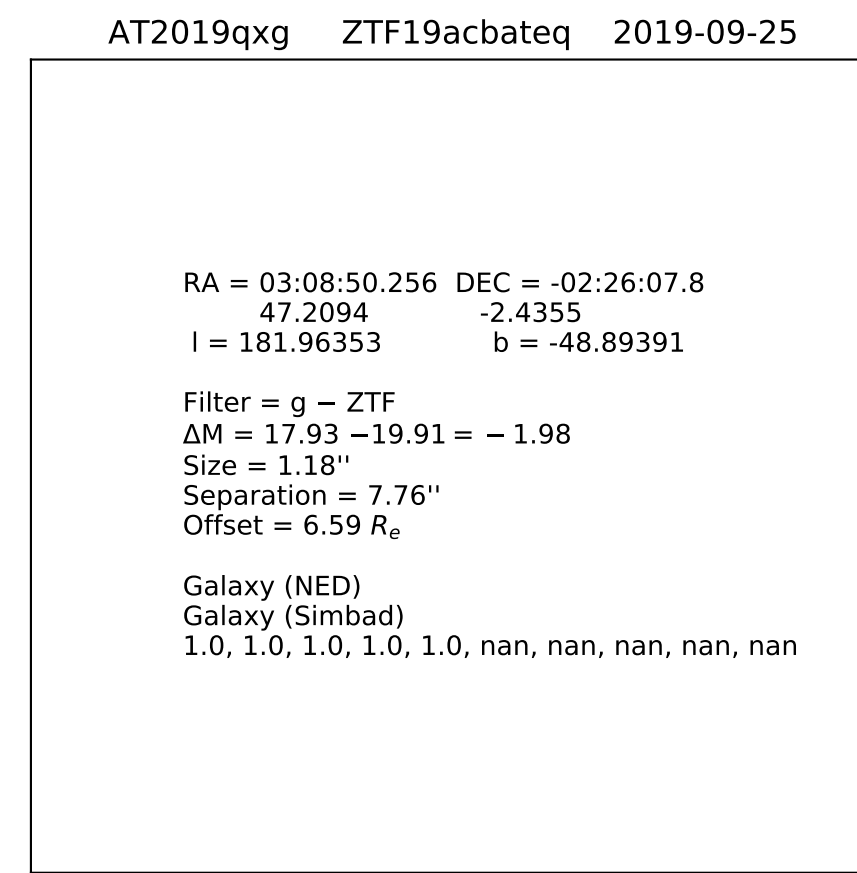 AT2019qxg ZTF19acbateq 2019-09-25
RA = 03:08:50.256 DEC = -02:26:07.8
47.2094 -2.4355
l = 181.96353 b = -48.89391
Filter = g − ZTF
ΔM = 17.93 −19.91 = − 1.98
Size = 1.18''
Separation = 7.76''
Offset = 6.59 Rₑ
Galaxy (NED)
Galaxy (Simbad)
1.0, 1.0, 1.0, 1.0, 1.0, nan, nan, nan, nan, nan